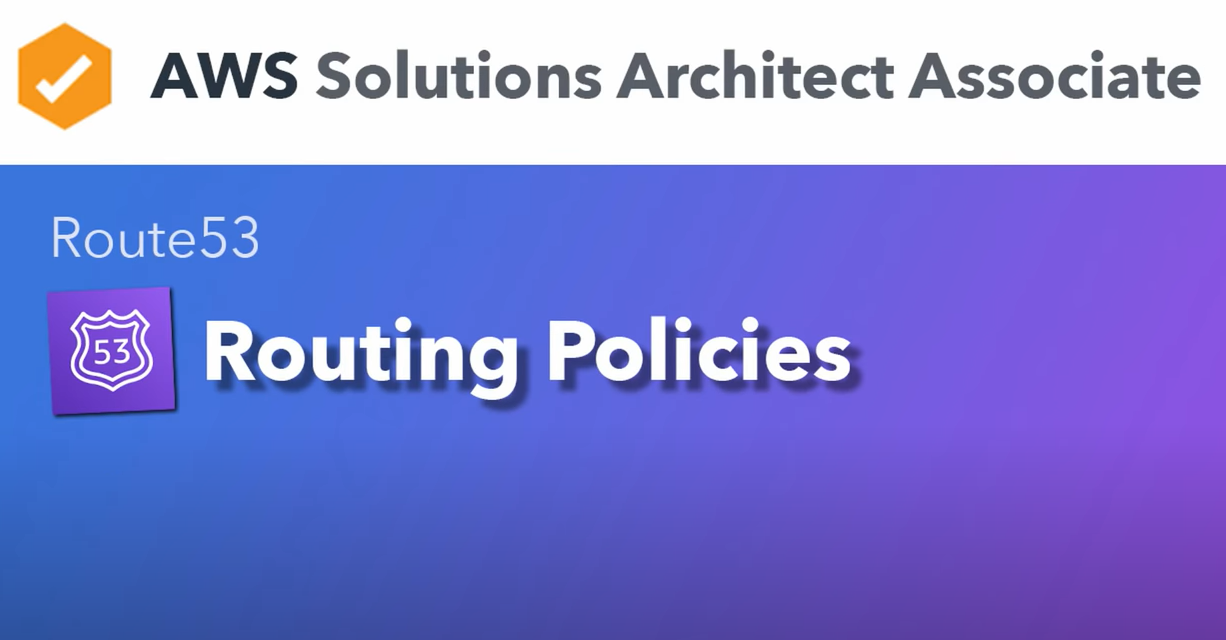 AWS Solutions Architect Associate
Route53
53
Routing Policies